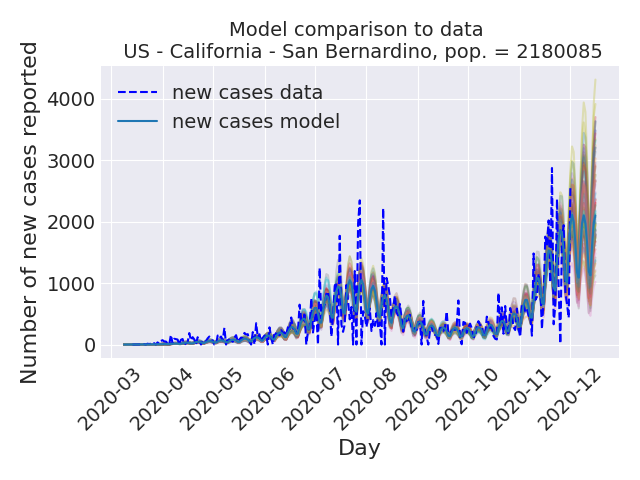 Model comparison to data
US - California - San Bernardino, pop. = 2180085
Number of new cases reported
4000
3000
2000
1000
0
new cases data
new cases model
2020-03
2020-04
2020-05
2020-06
2020-07
2020-08
2020-09
2020-10
2020-11
2020-12
Day